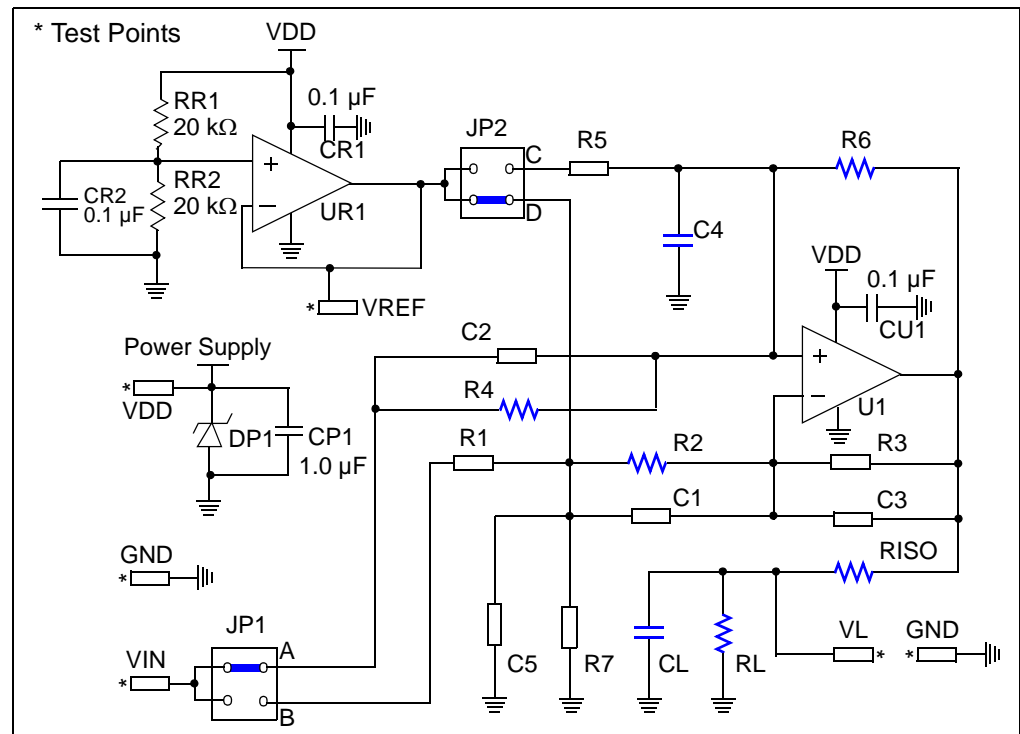 * Test Points
VDD
RR1
20 kΩ
0.1 µF
CR1
JP2
C
D
R5
R6
CR2
0.1 µF
RR2
20 kΩ
+
−
UR1
C4
VDD
0.1 µF
CU1
* VREF
C2
Power Supply
R4
+
−
U1
* VDD
DP1
CP1
1.0 µF
R1
R2
R3
C1
C3
GND
*
RISO
JP1
A
B
VIN
*
C5
R7
CL
RL
VL
*
GND
*